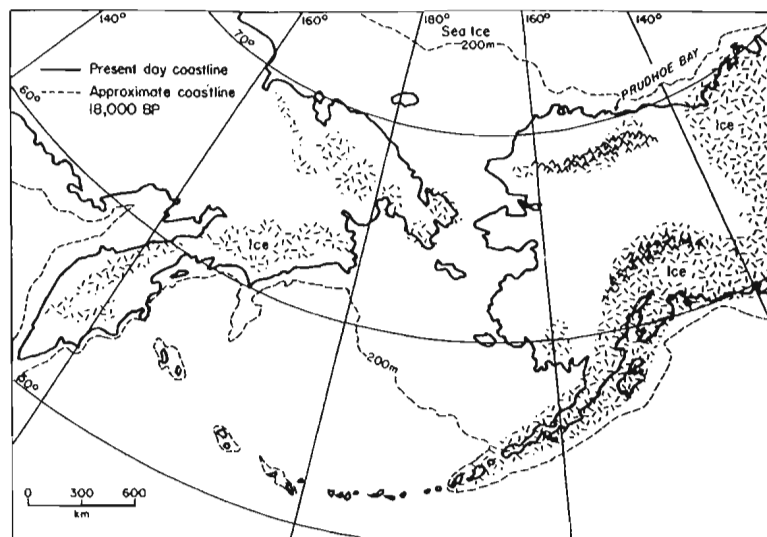 140°
160°
180°
160°
140°
70°
Sea Ice
200m
PRUDHOE BAY
60°
Present day coastline
Approximate coastline
18,000 BP
Ice
Ice
Ice
200m
50°
0 300 600
km